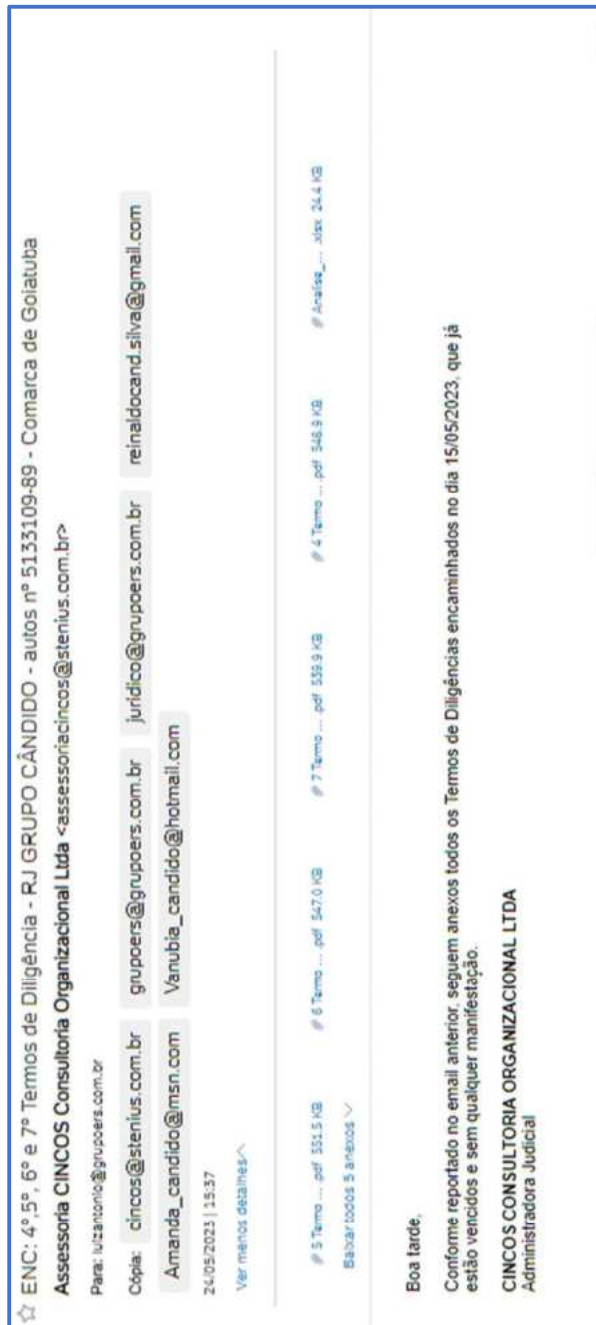 ENC: 4º,5º, 6º e 7º Termos de Diligência - RJ GRUPO CÂNDIDO - autos nº 5133109-89 - Comarca de Goiatuba
Assessoria CINCOS Consultoria Organizacional Ltda <assessoriacincos@stenius.com.br>
Para: luizantonio@grupoers.com.br
Cópia: cincos@stenius.com.br grupoers@grupoers.com.br jurídico@grupoers.com.br reinaldocand.silva@gmail.com
Amanda_candido@msn.com Vanubia_candido@hotmail.com
24/05/2023 | 15:37
Ver menos detalhes
5 Termo ... .pdf 551.5 KB 6 Termo ... .pdf 547.0 KB 7 Termo ... .pdf 539.9 KB 4 Termo ... .pdf 546.9 KB Analise_... .xlsx 24.4 KB
Baixar todos 5 anexos
Boa tarde,
Conforme reportado no email anterior, seguem anexos todos os Termos de Diligências encaminhados no dia 15/05/2023, que já
estão vencidos e sem qualquer manifestação.
CINCOS CONSULTORIA ORGANIZACIONAL LTDA
Administradora Judicial